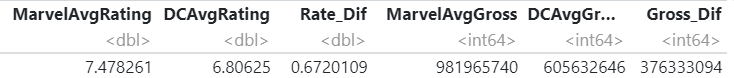 MarvelAvgRating DCAvgRating Rate_Dif MarvelAvgGross DCAvgGr... Gross_Dif
<dbl> <dbl> <dbl> <int64> <int64> <int64>
7.478261 6.80625 0.6720109 981965740 605632646 376333094